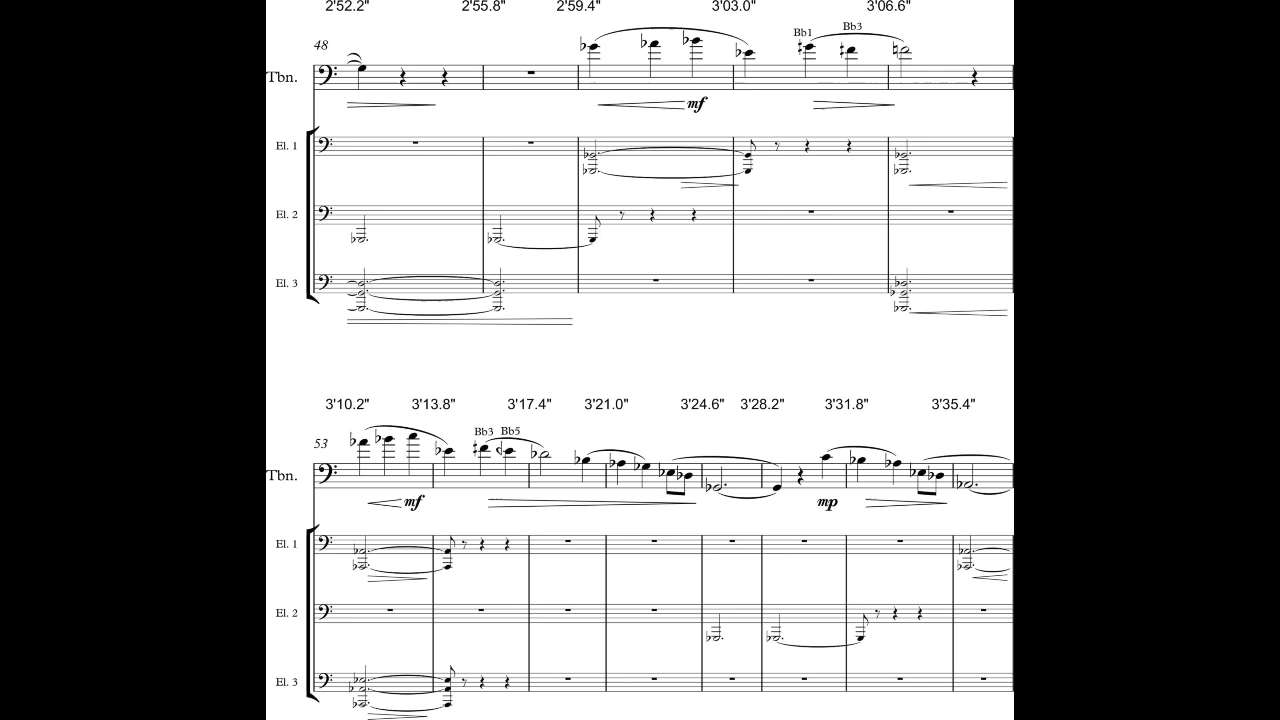 2'52.2" 2'55.8" 2'59.4" 3'03.0" 3'06.6"
48
Bb1 Bb3
Tbn.
mf
El. 1
El. 2
El. 3
3'10.2" 3'13.8" 3'17.4" 3'21.0" 3'24.6" 3'28.2" 3'31.8" 3'35.4"
53
Bb3 Bb5
Tbn.
mf mp
El. 1
El. 2
El. 3